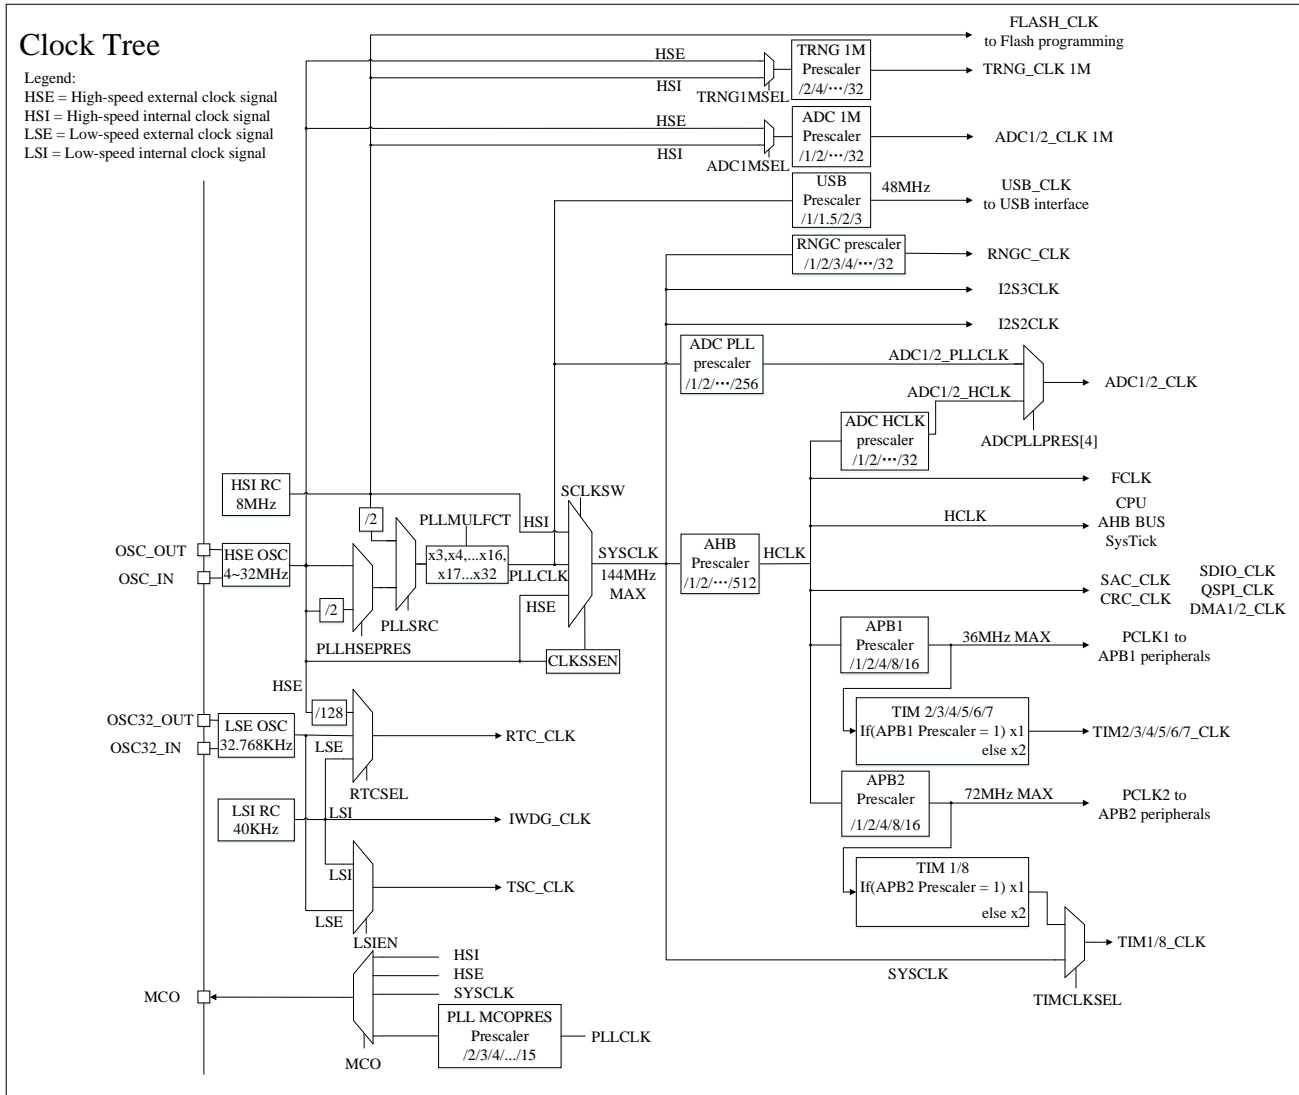 Clock Tree
Legend:
HSE = High-speed external clock signal
HSI = High-speed internal clock signal
LSE = Low-speed external clock signal
LSI = Low-speed internal clock signal
FLASH_CLK
to Flash programming
HSE
HSI
TRNG1MSEL
TRNG 1M
Prescaler
/2/4/···/32
TRNG_CLK 1M
HSE
HSI
ADC1MSEL
ADC 1M
Prescaler
/1/2/···/32
ADC1/2_CLK 1M
USB
Prescaler
/1/1.5/2/3
48MHz
USB_CLK
to USB interface
RNGC prescaler
/1/2/3/4/···/32
RNGC_CLK
I2S3CLK
I2S2CLK
ADC PLL
prescaler
/1/2/···/256
ADC1/2_PLLCLK
ADC1/2_HCLK
ADC1/2_CLK
ADCPLLPRES[4]
ADC HCLK
prescaler
/1/2/···/32
FCLK
HCLK
CPU
AHB BUS
SysTick
HSI RC
8MHz
/2
PLLMULFCT
SCLKSW
HSI
OSC_OUT
OSC_IN
HSE OSC
4~32MHz
x3,x4,...x16,
x17...x32
PLLCLK
SYSCLK
144MHz
MAX
AHB
Prescaler
/1/2/···/512
HCLK
HSE
/2
PLLSRC
PLLHSEPRES
CLKSSEN
SAC_CLK
CRC_CLK
SDIO_CLK
QSPI_CLK
DMA1/2_CLK
APB1
Prescaler
/1/2/4/8/16
36MHz MAX
PCLK1 to
APB1 peripherals
HSE
/128
OSC32_OUT
OSC32_IN
LSE OSC
32.768KHz
LSE
RTC_CLK
RTCSEL
TIM 2/3/4/5/6/7
If(APB1 Prescaler = 1) x1
else x2
TIM2/3/4/5/6/7_CLK
LSI RC
40KHz
LSI
IWDG_CLK
APB2
Prescaler
/1/2/4/8/16
72MHz MAX
PCLK2 to
APB2 peripherals
LSI
LSE
TSC_CLK
LSIEN
TIM 1/8
If(APB2 Prescaler = 1) x1
else x2
TIM1/8_CLK
SYSCLK
TIMCLKSEL
HSI
HSE
SYSCLK
MCO
PLL MCOPRES
Prescaler
/2/3/4/.../15
PLLCLK
MCO